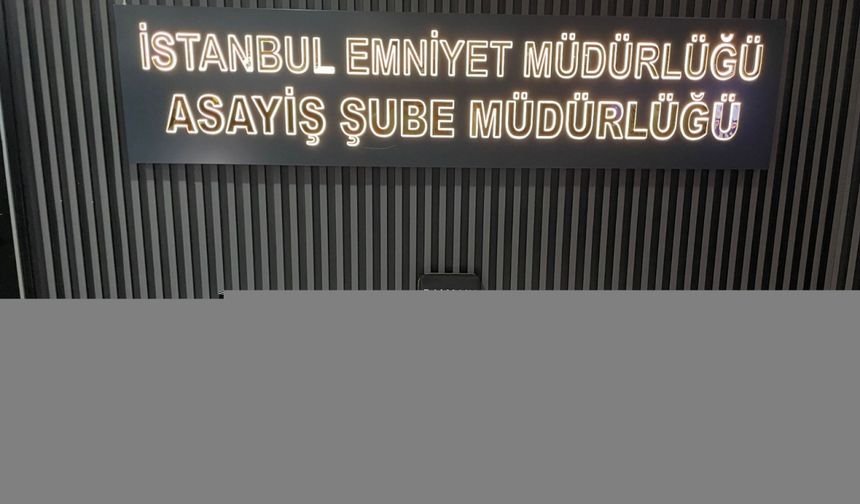 İSTANBUL EMNİYET MÜDÜRLÜĞÜ
ASAYİŞ ŞUBE MÜDÜRLÜĞÜ